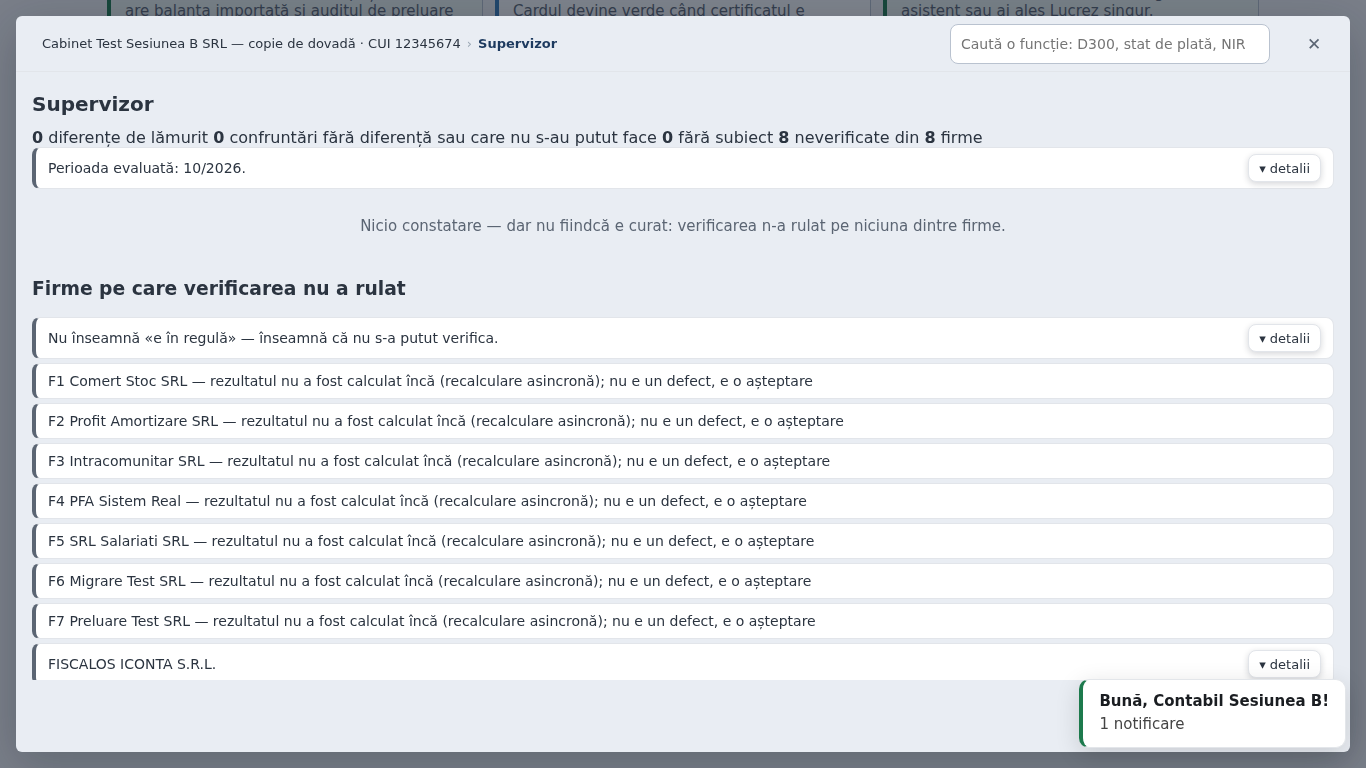 are balanța importată și auditul de preluare
Cardul devine verde când certificatul e
asistent sau ai ales Lucrez singur.
Cabinet Test Sesiunea B SRL — copie de dovadă · CUI 12345674 › Supervizor
Caută o funcție: D300, stat de plată, NIR
✕
Supervizor
0 diferențe de lămurit 0 confruntări fără diferență sau care nu s-au putut face 0 fără subiect 8 neverificate din 8 firme
Perioada evaluată: 10/2026.
▾ detalii
Nicio constatare — dar nu fiindcă e curat: verificarea n-a rulat pe niciuna dintre firme.
Firme pe care verificarea nu a rulat
Nu înseamnă «e în regulă» — înseamnă că nu s-a putut verifica.
▾ detalii
F1 Comert Stoc SRL — rezultatul nu a fost calculat încă (recalculare asincronă); nu e un defect, e o așteptare
F2 Profit Amortizare SRL — rezultatul nu a fost calculat încă (recalculare asincronă); nu e un defect, e o așteptare
F3 Intracomunitar SRL — rezultatul nu a fost calculat încă (recalculare asincronă); nu e un defect, e o așteptare
F4 PFA Sistem Real — rezultatul nu a fost calculat încă (recalculare asincronă); nu e un defect, e o așteptare
F5 SRL Salariati SRL — rezultatul nu a fost calculat încă (recalculare asincronă); nu e un defect, e o așteptare
F6 Migrare Test SRL — rezultatul nu a fost calculat încă (recalculare asincronă); nu e un defect, e o așteptare
F7 Preluare Test SRL — rezultatul nu a fost calculat încă (recalculare asincronă); nu e un defect, e o așteptare
FISCALOS ICONTA S.R.L.
▾ detalii
Bună, Contabil Sesiunea B!
1 notificare